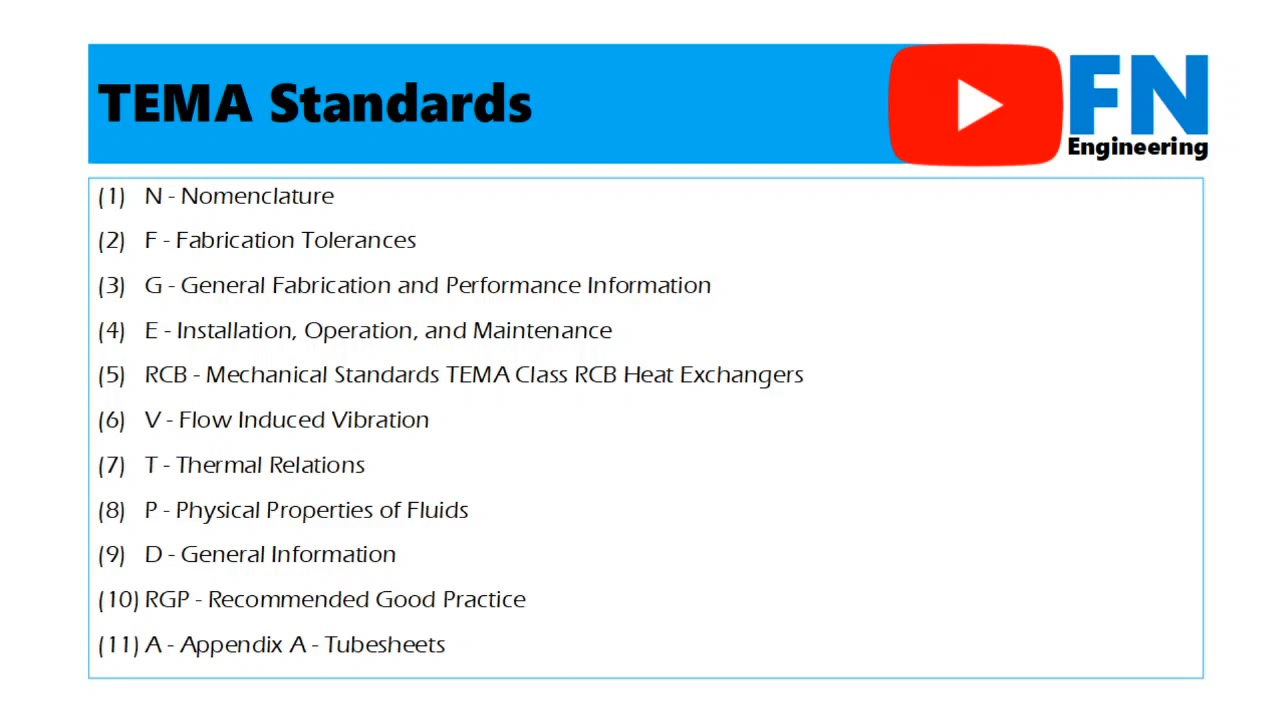 TEMA Standards
FN
Engineering
(1) N - Nomenclature
(2) F - Fabrication Tolerances
(3) G - General Fabrication and Performance Information
(4) E - Installation, Operation, and Maintenance
(5) RCB - Mechanical Standards TEMA Class RCB Heat Exchangers
(6) V - Flow Induced Vibration
(7) T - Thermal Relations
(8) P - Physical Properties of Fluids
(9) D - General Information
(10) RGP - Recommended Good Practice
(11) A - Appendix A - Tubesheets